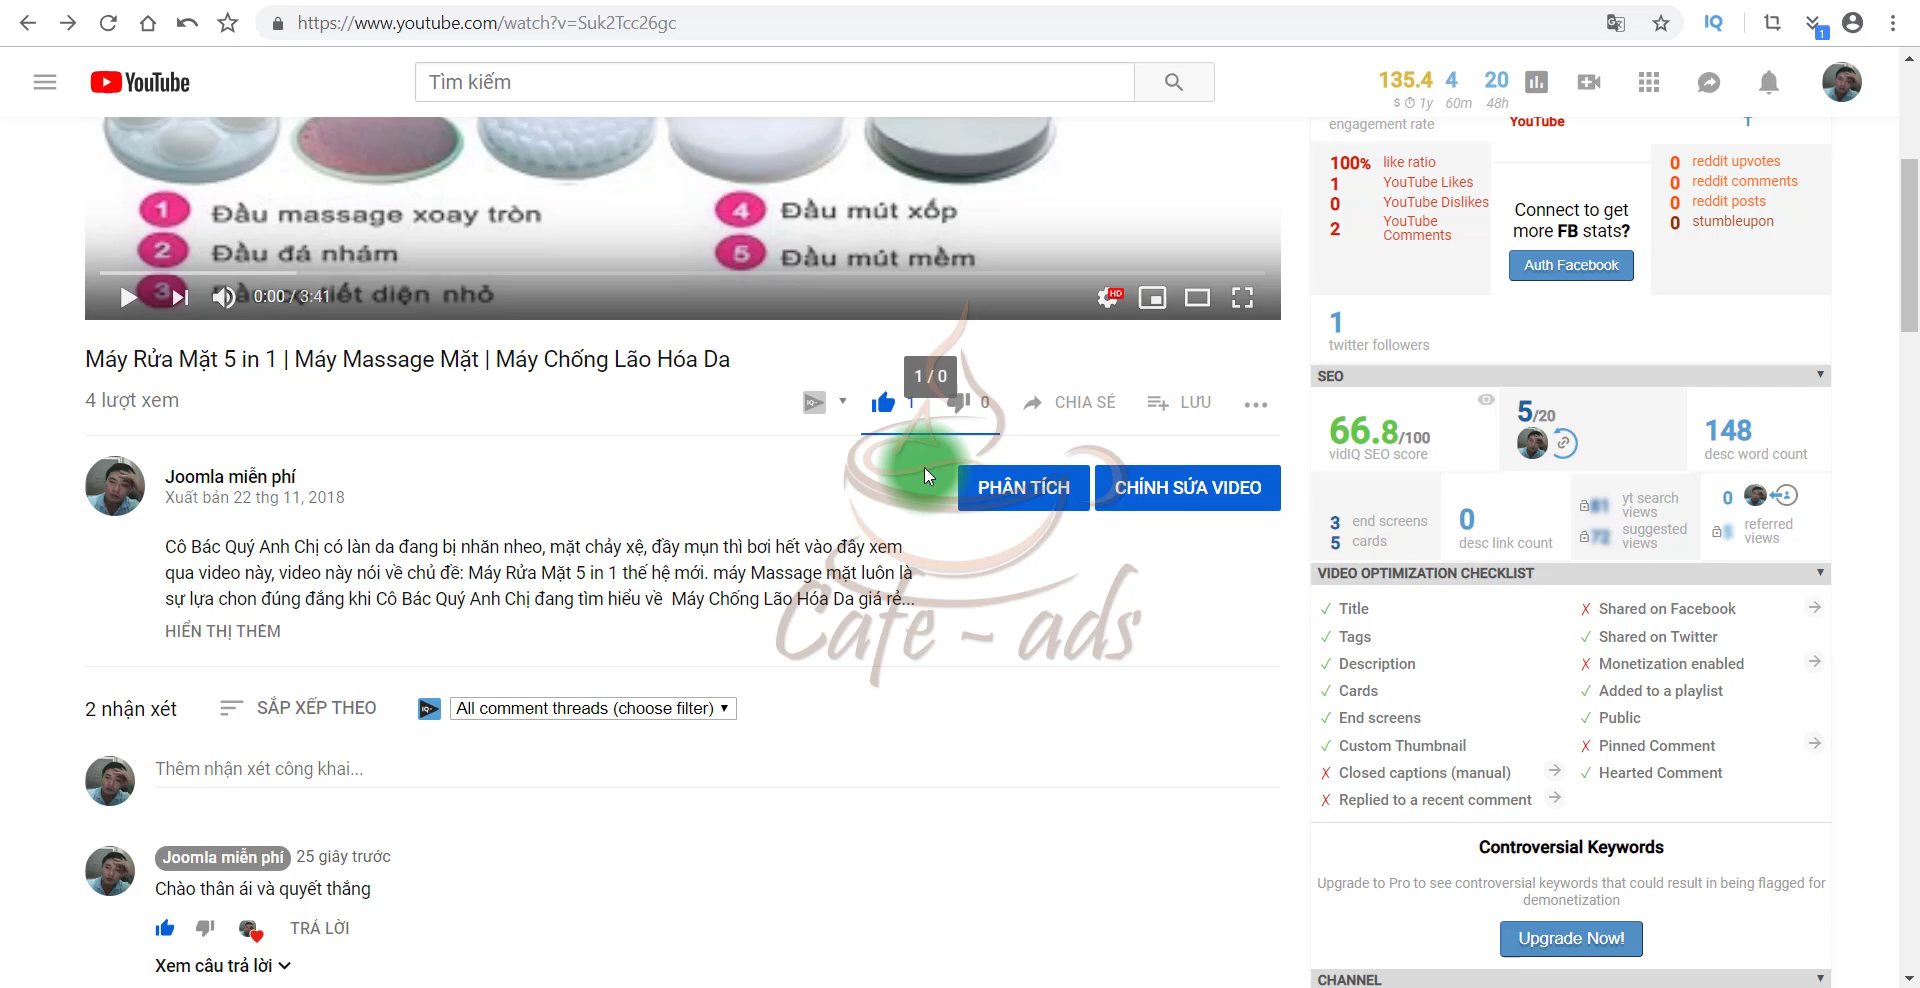 https://www.youtube.com/watch?v=Suk2Tcc26gc
IQ
1
YouTube
Tìm kiếm
135.4 4 20
$ 1y 60m 48h
engagement rate
YouTube
T
100% like ratio
1 YouTube Likes
0 YouTube Dislikes
2 YouTube Comments
Connect to get
more FB stats?
Auth Facebook
0 reddit upvotes
0 reddit comments
0 reddit posts
0 stumbleupon
1
twitter followers
1 Đầu massage xoay tròn
2 Đầu đá nhám
3
tiết diện nhỏ
4 Đầu mút xốp
5 Đầu mút mềm
0:00 / 3:41
HD
Máy Rửa Mặt 5 in 1 | Máy Massage Mặt | Máy Chống Lão Hóa Da
4 lượt xem
1 / 0
1
0
CHIA SẺ
LƯU
Joomla miễn phí
Xuất bản 22 thg 11, 2018
PHÂN TÍCH
CHỈNH SỬA VIDEO
Cô Bác Quý Anh Chị có làn da đang bị nhăn nheo, mặt chảy xệ, đầy mụn thì bơi hết vào đây xem
qua video này, video này nói về chủ đề: Máy Rửa Mặt 5 in 1 thế hệ mới. máy Massage mặt luôn là
sự lựa chon đúng đắng khi Cô Bác Quý Anh Chị đang tìm hiểu về Máy Chống Lão Hóa Da giá rẻ...
HIỂN THỊ THÊM
Cafe - ads
2 nhận xét
SẮP XẾP THEO
All comment threads (choose filter)
Thêm nhận xét công khai...
Joomla miễn phí 25 giây trước
Chào thân ái và quyết thắng
TRẢ LỜI
Xem câu trả lời
SEO
66.8/100
vidIQ SEO score
5/20
148
desc word count
3 end screens
5 cards
0
desc link count
yt search views
suggested views
0
referred views
VIDEO OPTIMIZATION CHECKLIST
✓ Title
✓ Tags
✓ Description
✓ Cards
✓ End screens
✓ Custom Thumbnail
✗ Closed captions (manual)
✗ Replied to a recent comment
✗ Shared on Facebook
✓ Shared on Twitter
✗ Monetization enabled
✓ Added to a playlist
✓ Public
✗ Pinned Comment
✓ Hearted Comment
Controversial Keywords
Upgrade to Pro to see controversial keywords that could result in being flagged for
demonetization
Upgrade Now!
CHANNEL